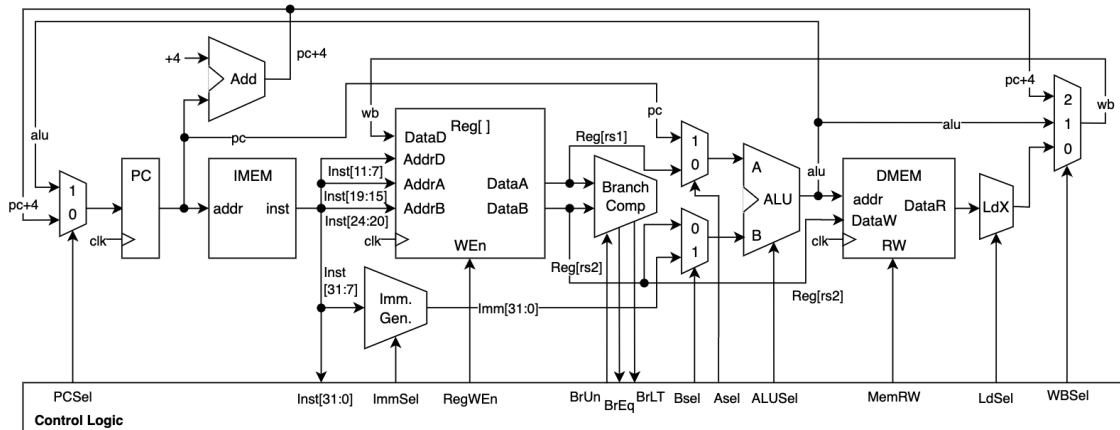 +4
Add
pc+4
pc+4
alu
pc+4
1
0
clk
PC
IMEM
addr
inst
pc
Inst[11:7]
Inst[19:15]
Inst[24:20]
Inst
[31:7]
wb
Reg[ ]
DataD
AddrD
AddrA
AddrB
DataA
DataB
clk
WEn
Imm.
Gen.
Imm[31:0]
Reg[rs1]
Reg[rs2]
Branch
Comp
pc
1
0
0
1
A
ALU
B
alu
alu
DMEM
addr
DataW
DataR
clk
RW
Reg[rs2]
LdX
2
1
0
wb
PCSel
Inst[31:0]
ImmSel
RegWEn
BrUn
BrEq
BrLT
Bsel
Asel
ALUSel
MemRW
LdSel
WBSel
Control Logic